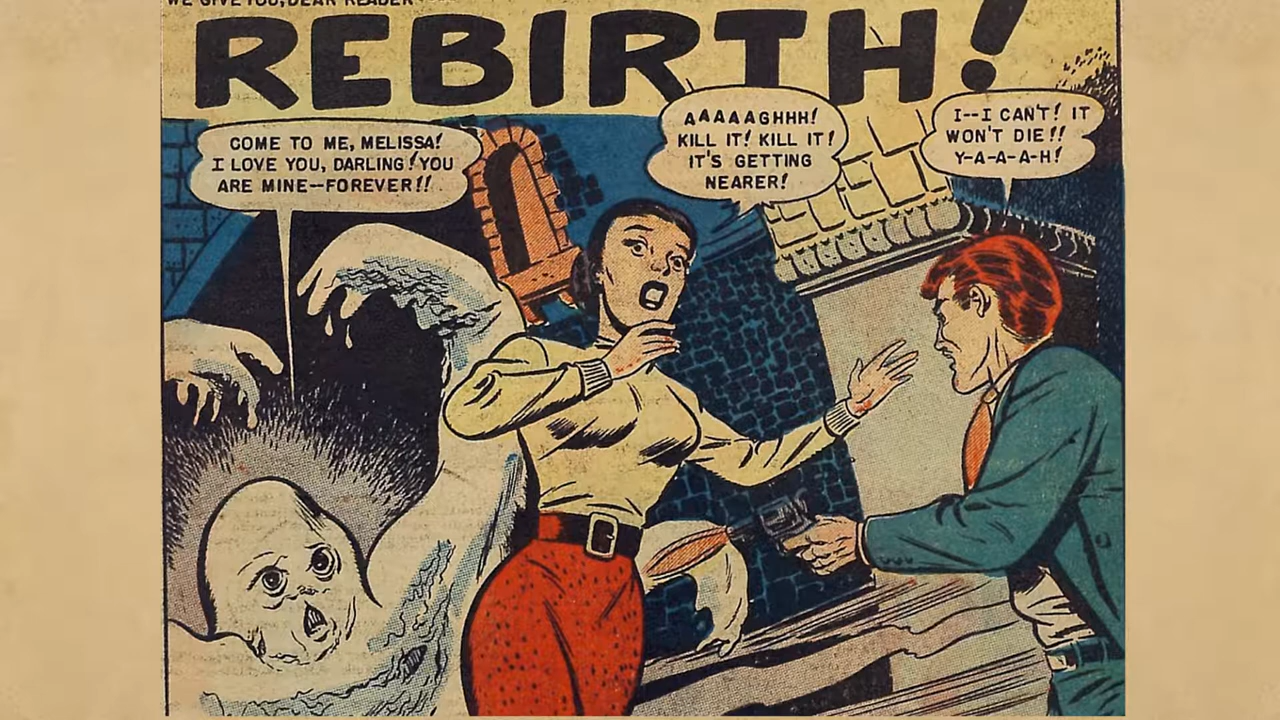 WE GIVE YOU, DEAR READER
REBIRTH!
COME TO ME, MELISSA!
I LOVE YOU, DARLING! YOU
ARE MINE--FOREVER!!
AAAAAGHHH!
KILL IT! KILL IT!
IT'S GETTING
NEARER!
I--I CAN'T! IT
WON'T DIE!!
Y-A-A-A-H!